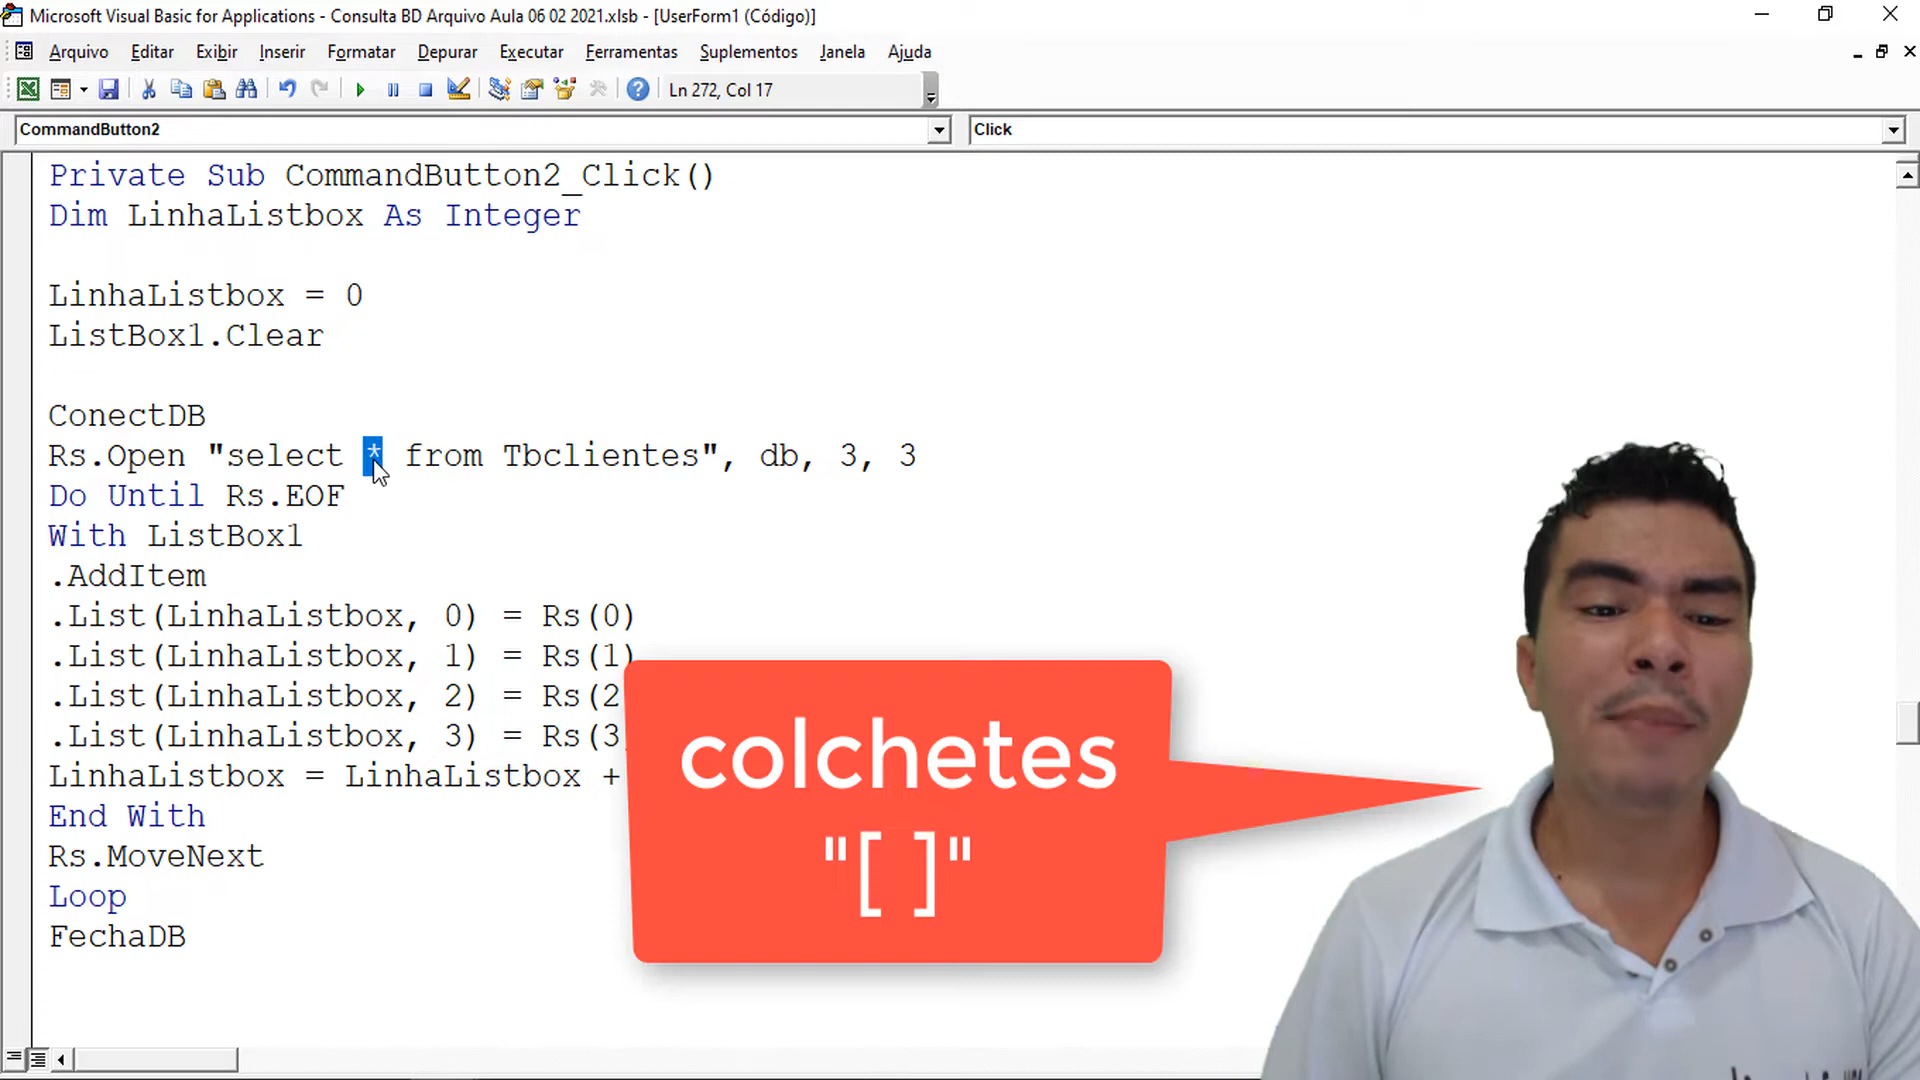 Microsoft Visual Basic for Applications - Consulta BD Arquivo Aula 06 02 2021.xlsb - [UserForm1 (Código)]
Arquivo Editar Exibir Inserir Formatar Depurar Executar Ferramentas Suplementos Janela Ajuda
Ln 272, Col 17
CommandButton2
Click
Private Sub CommandButton2_Click()
Dim LinhaListbox As Integer
LinhaListbox = 0
ListBox1.Clear
ConectDB
Rs.Open "select * from Tbclientes", db, 3, 3
Do Until Rs.EOF
With ListBox1
.AddItem
.List(LinhaListbox, 0) = Rs(0)
.List(LinhaListbox, 1) = Rs(1)
.List(LinhaListbox, 2) = Rs(2
.List(LinhaListbox, 3) = Rs(3
LinhaListbox = LinhaListbox +
End With
Rs.MoveNext
Loop
FechaDB
colchetes
"[ ]"